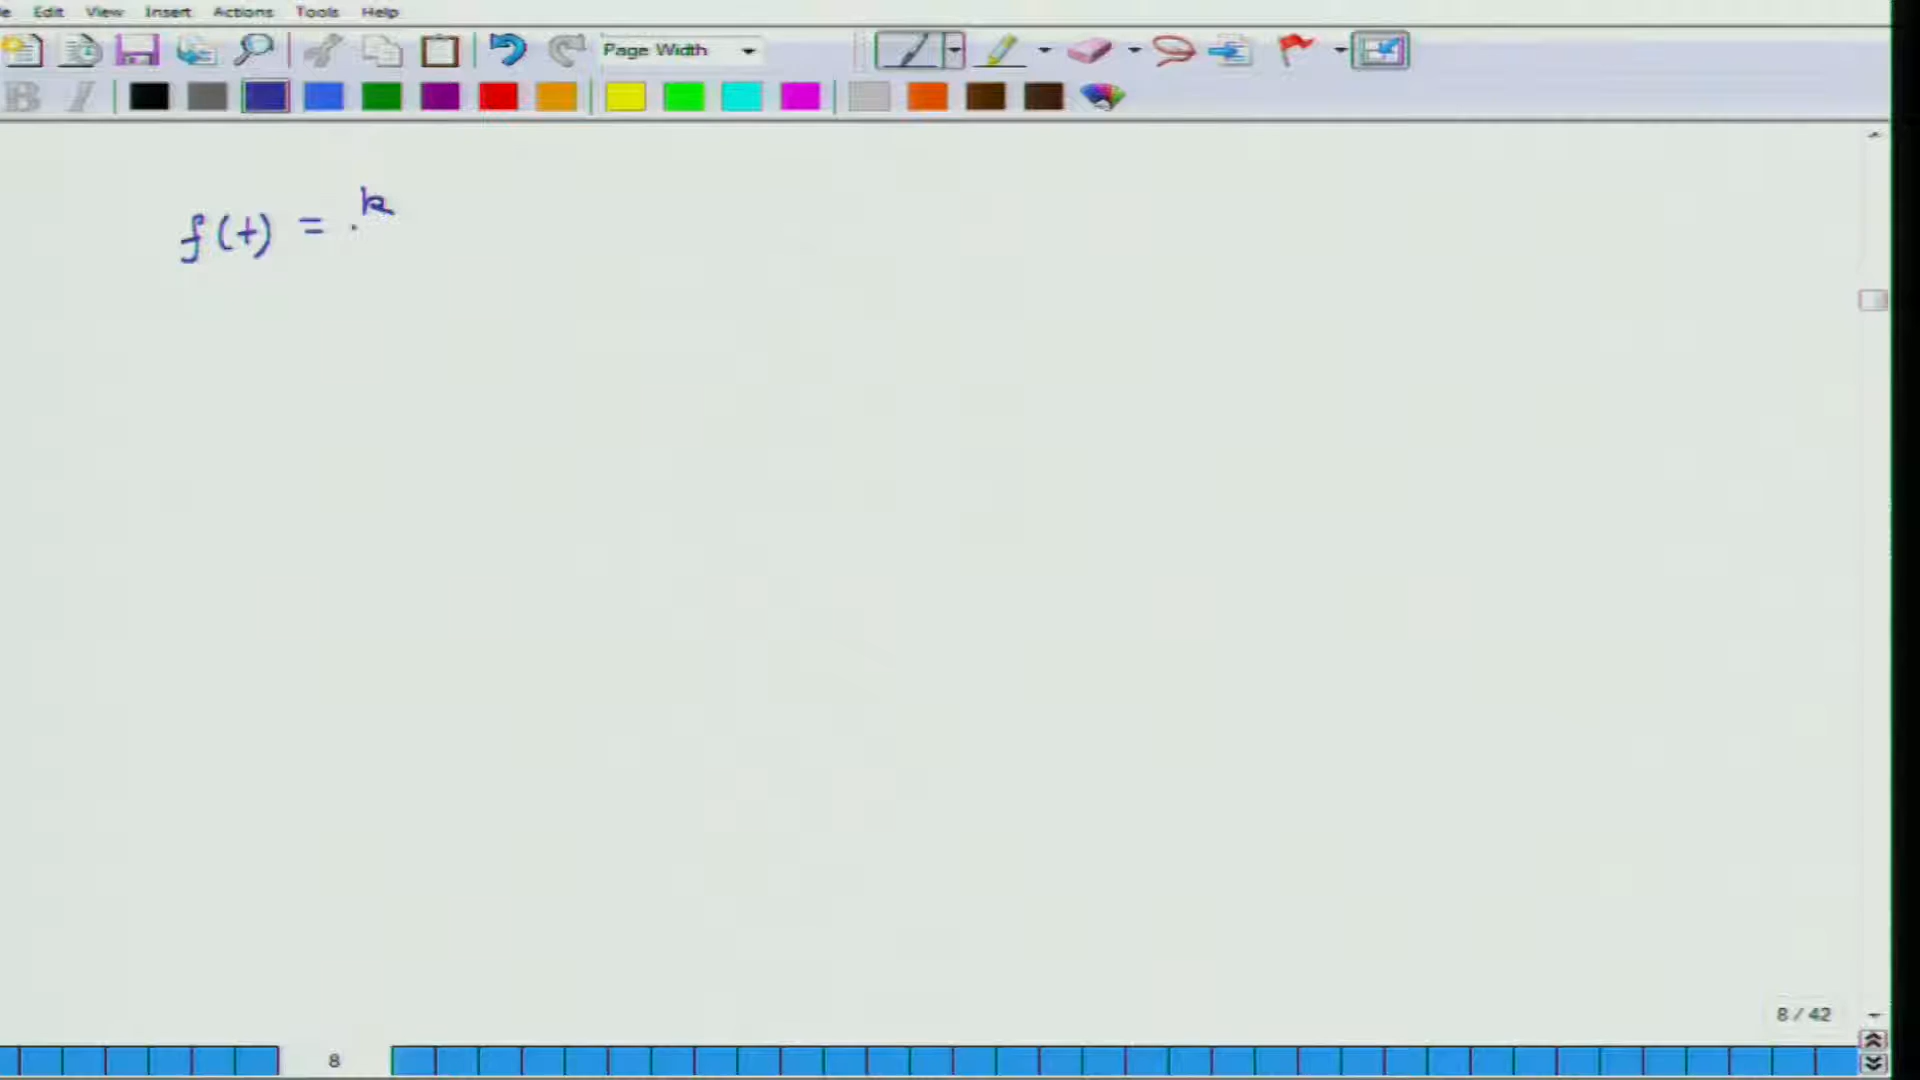 Edit View Insert Actions Tools Help
Page Width
B I
f(t) = k
8 / 42
8